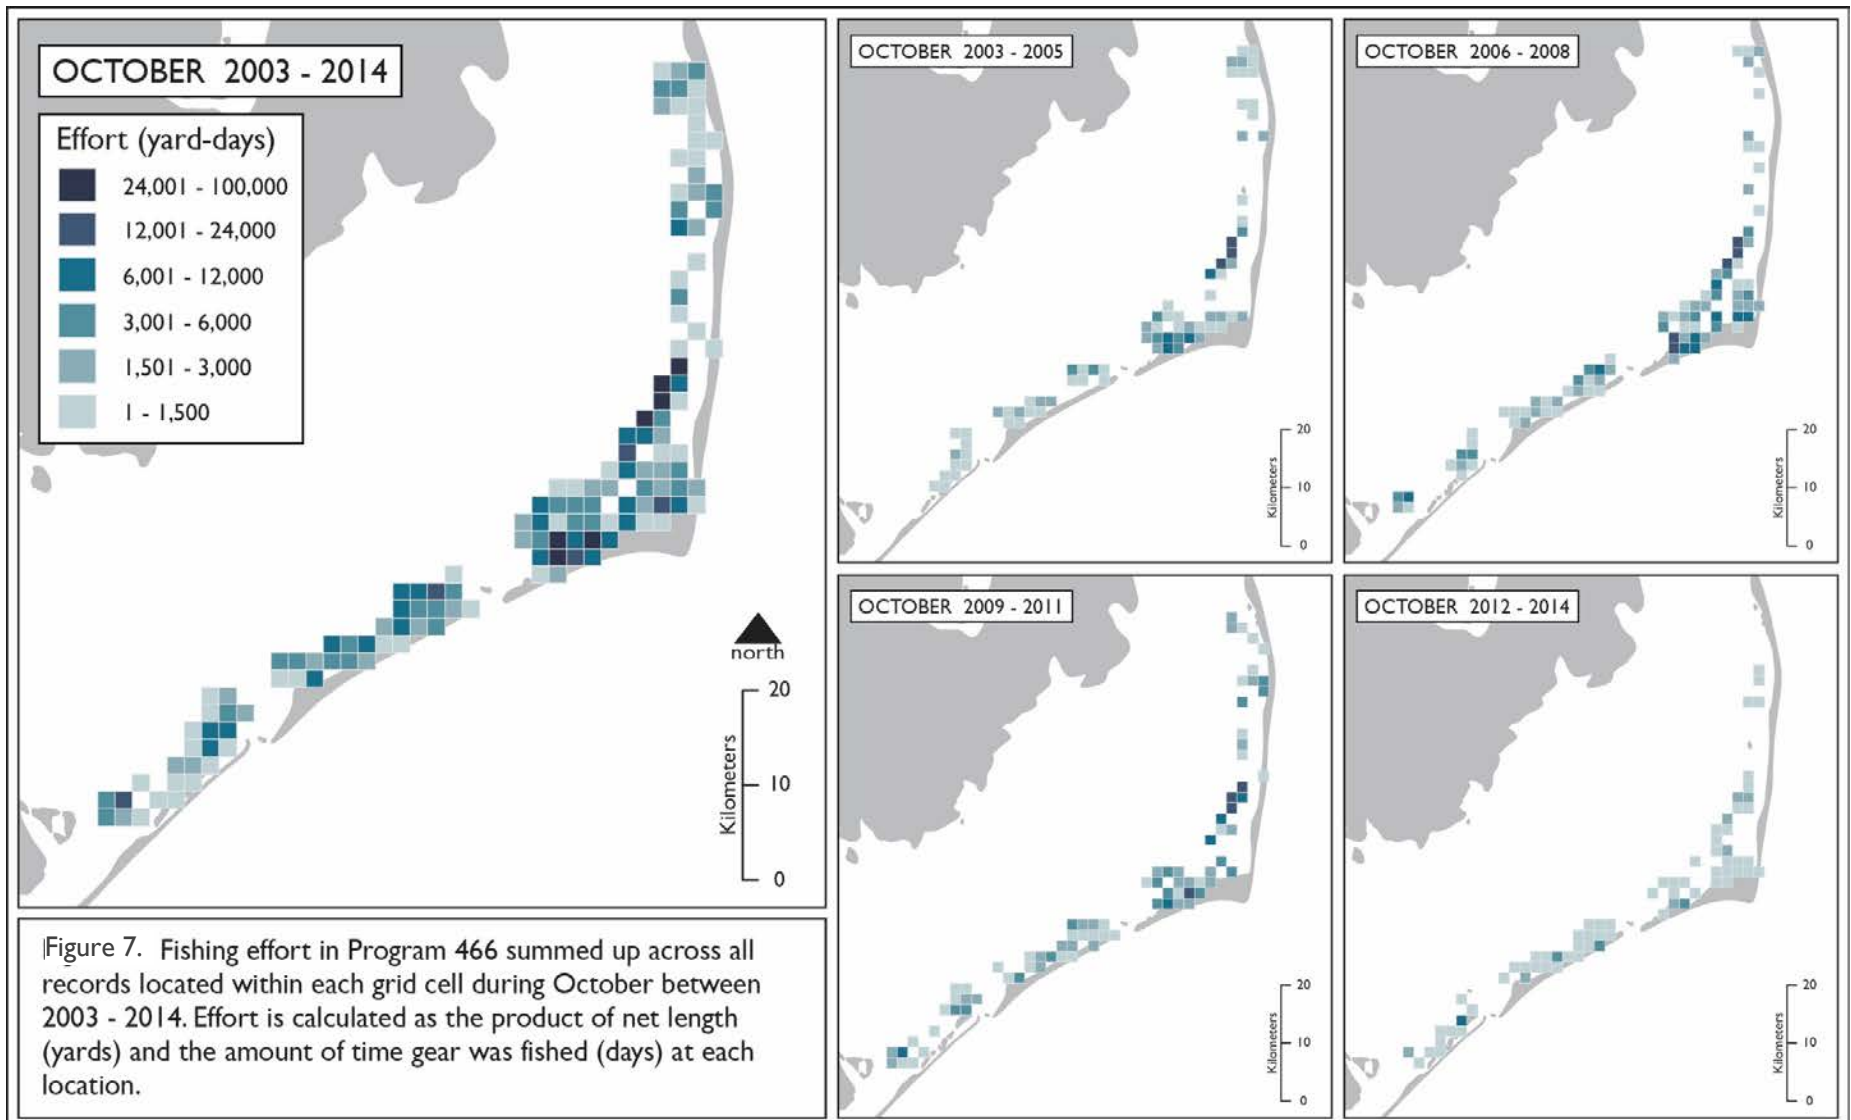 OCTOBER 2003 - 2014
Effort (yard-days)
24,001 - 100,000
12,001 - 24,000
6,001 - 12,000
3,001 - 6,000
1,501 - 3,000
1 - 1,500
north
20
10
0
Kilometers
Figure 7. Fishing effort in Program 466 summed up across all
records located within each grid cell during October between
2003 - 2014. Effort is calculated as the product of net length
(yards) and the amount of time gear was fished (days) at each
location.
OCTOBER 2003 - 2005
20
10
0
Kilometers
OCTOBER 2006 - 2008
20
10
0
Kilometers
OCTOBER 2009 - 2011
20
10
0
Kilometers
OCTOBER 2012 - 2014
20
10
0
Kilometers